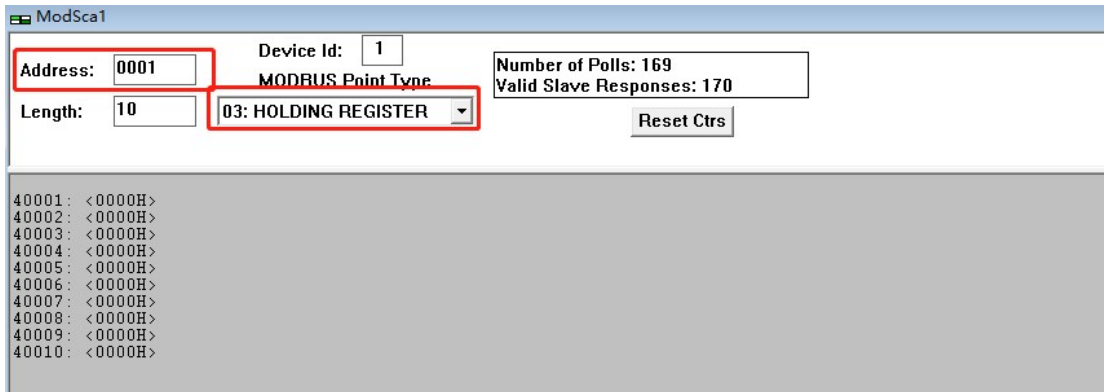 ModSca1
Device Id: 1
Address: 0001
MODBUS Point Type
Length: 10
03: HOLDING REGISTER
Number of Polls: 169
Valid Slave Responses: 170
Reset Ctrs
40001: <0000H>
40002: <0000H>
40003: <0000H>
40004: <0000H>
40005: <0000H>
40006: <0000H>
40007: <0000H>
40008: <0000H>
40009: <0000H>
40010: <0000H>